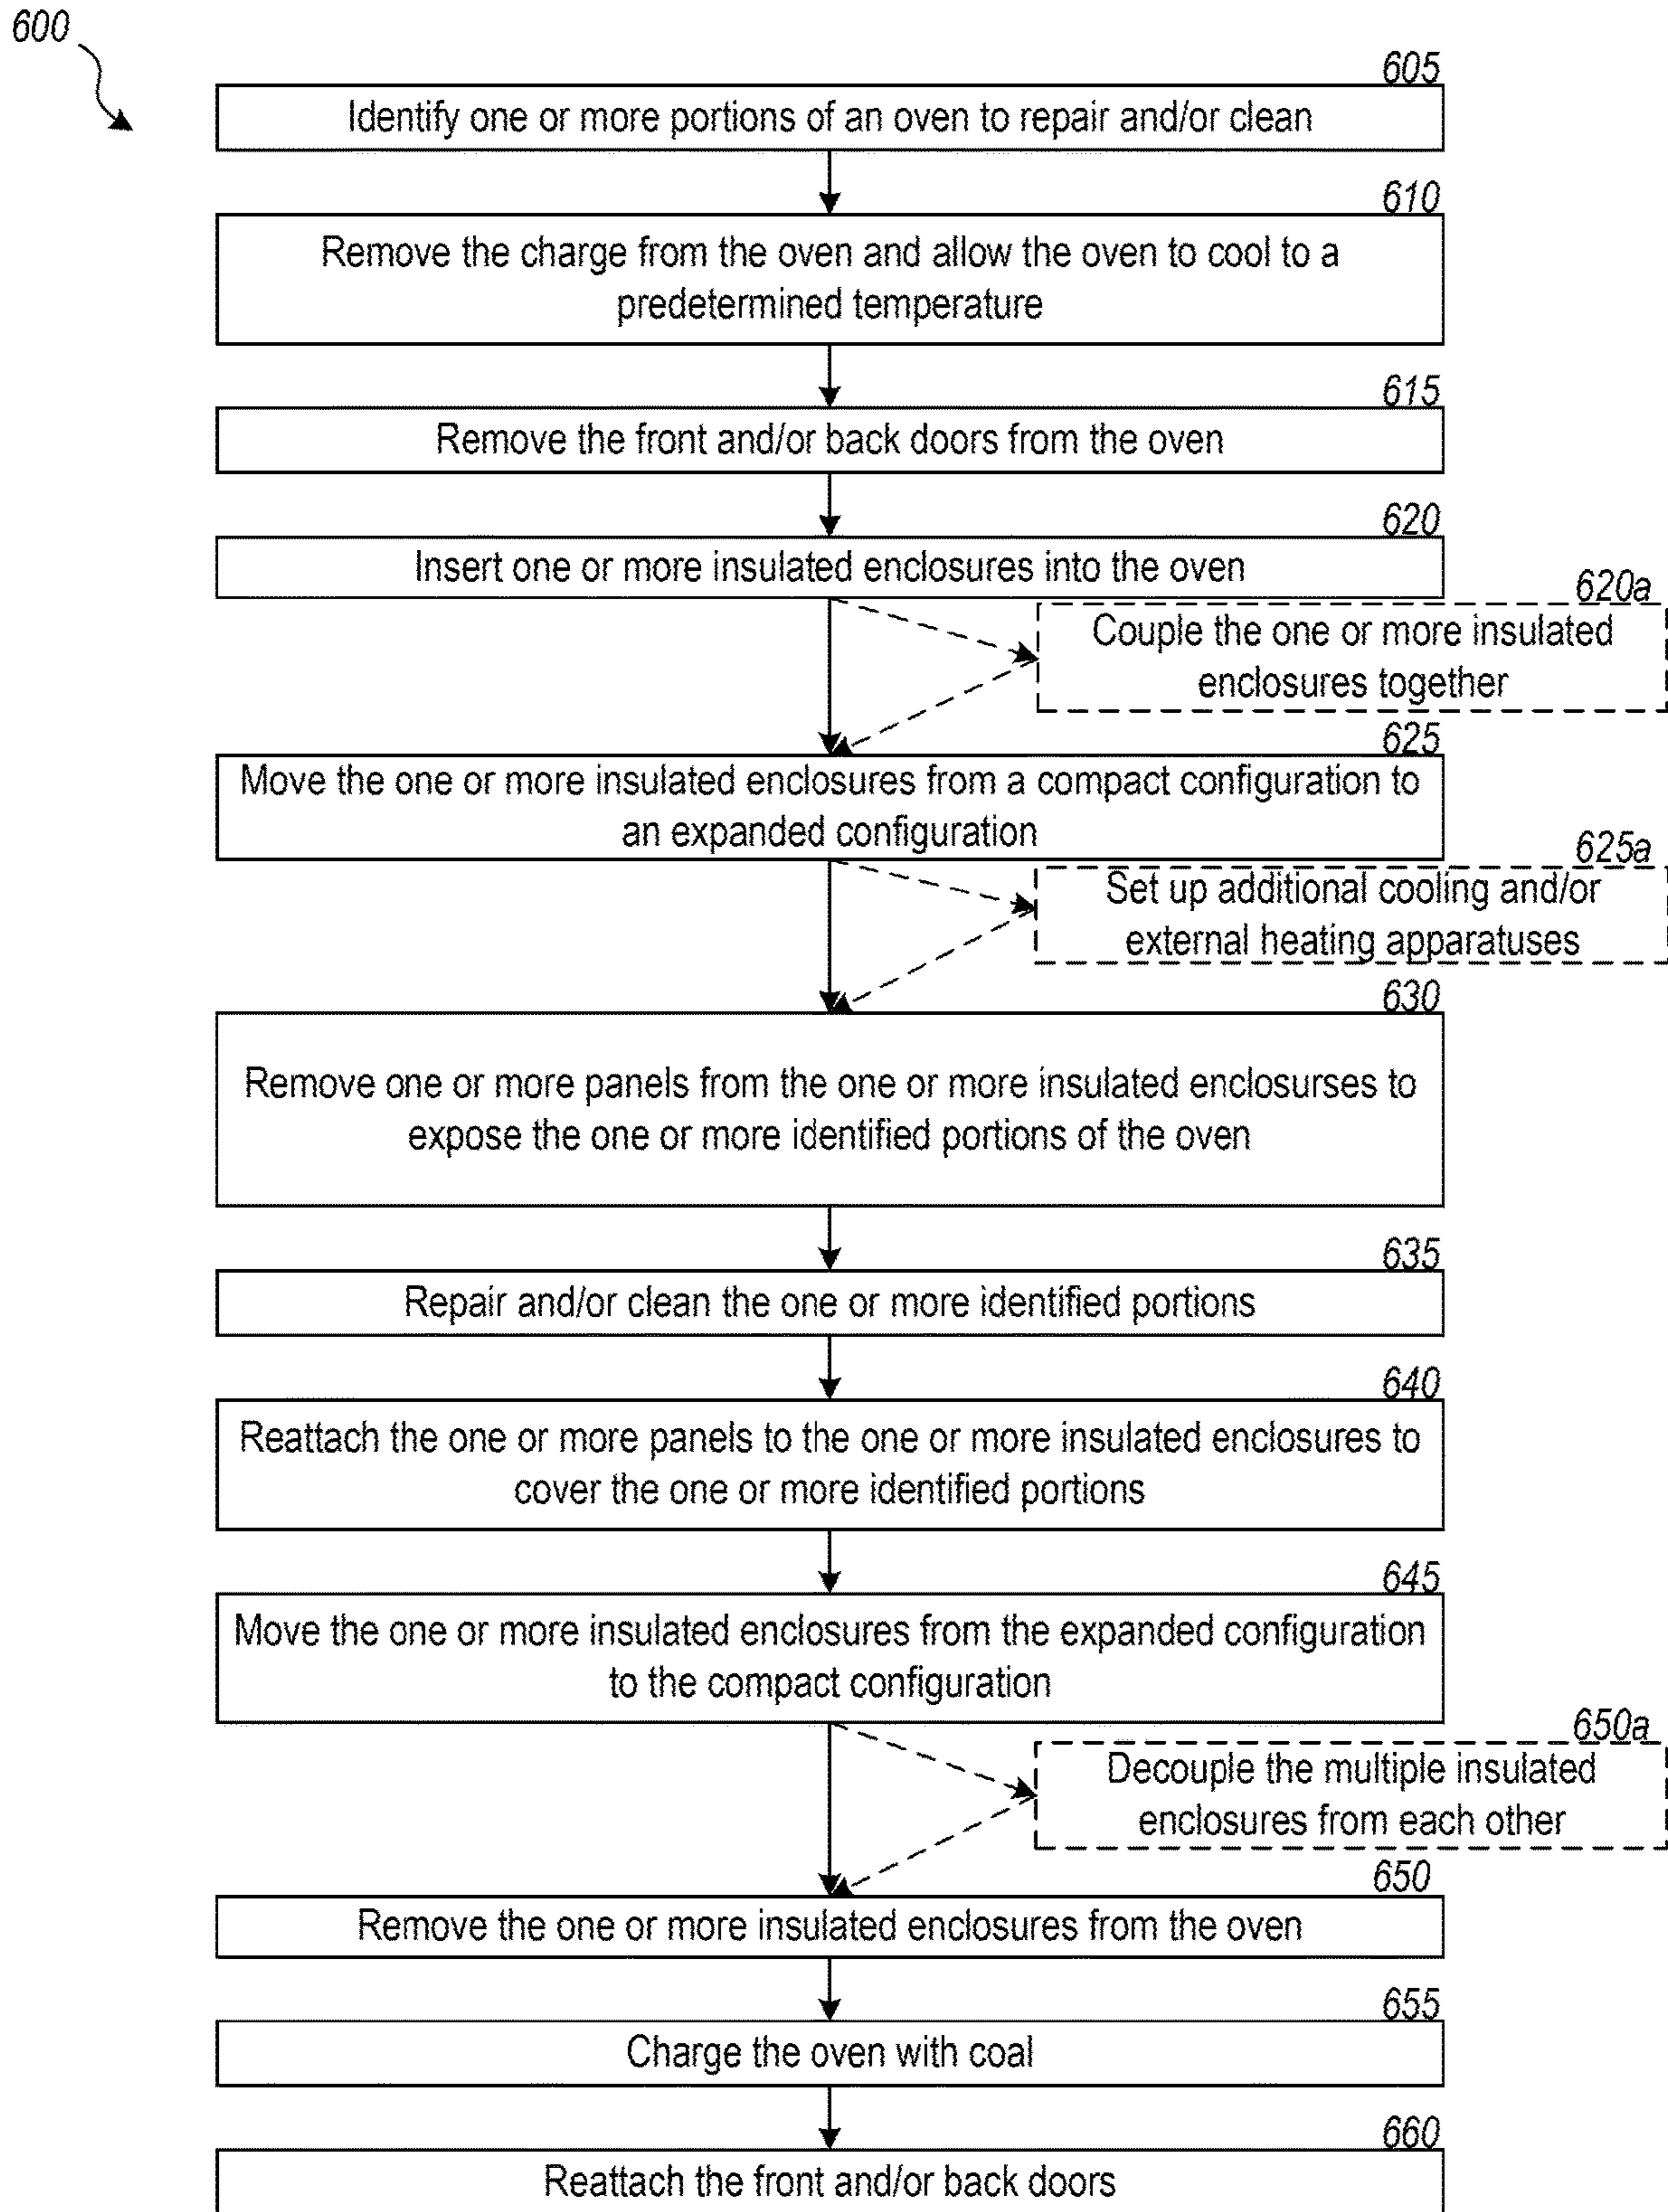 600
605
Identify one or more portions of an oven to repair and/or clean
610
Remove the charge from the oven and allow the oven to cool to a
predetermined temperature
615
Remove the front and/or back doors from the oven
620
Insert one or more insulated enclosures into the oven
620a
Couple the one or more insulated
enclosures together
625
Move the one or more insulated enclosures from a compact configuration to
an expanded configuration
625a
Set up additional cooling and/or
external heating apparatuses
630
Remove one or more panels from the one or more insulated enclosurses to
expose the one or more identified portions of the oven
635
Repair and/or clean the one or more identified portions
640
Reattach the one or more panels to the one or more insulated enclosures to
cover the one or more identified portions
645
Move the one or more insulated enclosures from the expanded configuration
to the compact configuration
650a
Decouple the multiple insulated
enclosures from each other
650
Remove the one or more insulated enclosures from the oven
655
Charge the oven with coal
660
Reattach the front and/or back doors